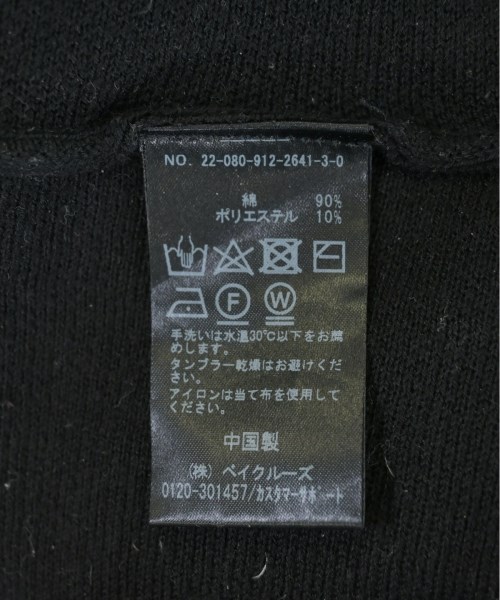 NO. 22-080-912-2641-3-0
綿 90%
ポリエステル 10%
F W
手洗いは水温30℃以下をお薦
めします。
タンブラー乾燥はお避けくだ
さい。
アイロンは当て布を使用して
ください。
中国製
(株) ベイクルーズ
0120-301457/カスタマーサポート